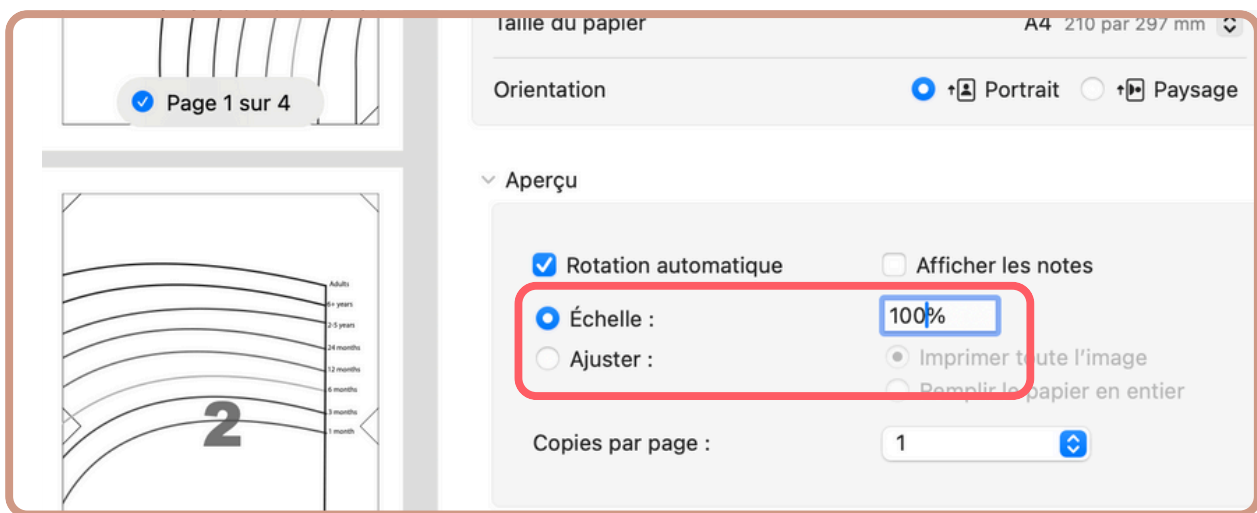 Taille du papier A4 210 par 297 mm
Page 1 sur 4
Orientation Portrait Paysage
Aperçu
Rotation automatique Afficher les notes
Échelle : 100%
Ajuster : Imprimer toute l'image
Remplir le papier en entier
Copies par page : 1
Adults
6+ years
2-5 years
24 months
12 months
6 months
3 months
1 month
2